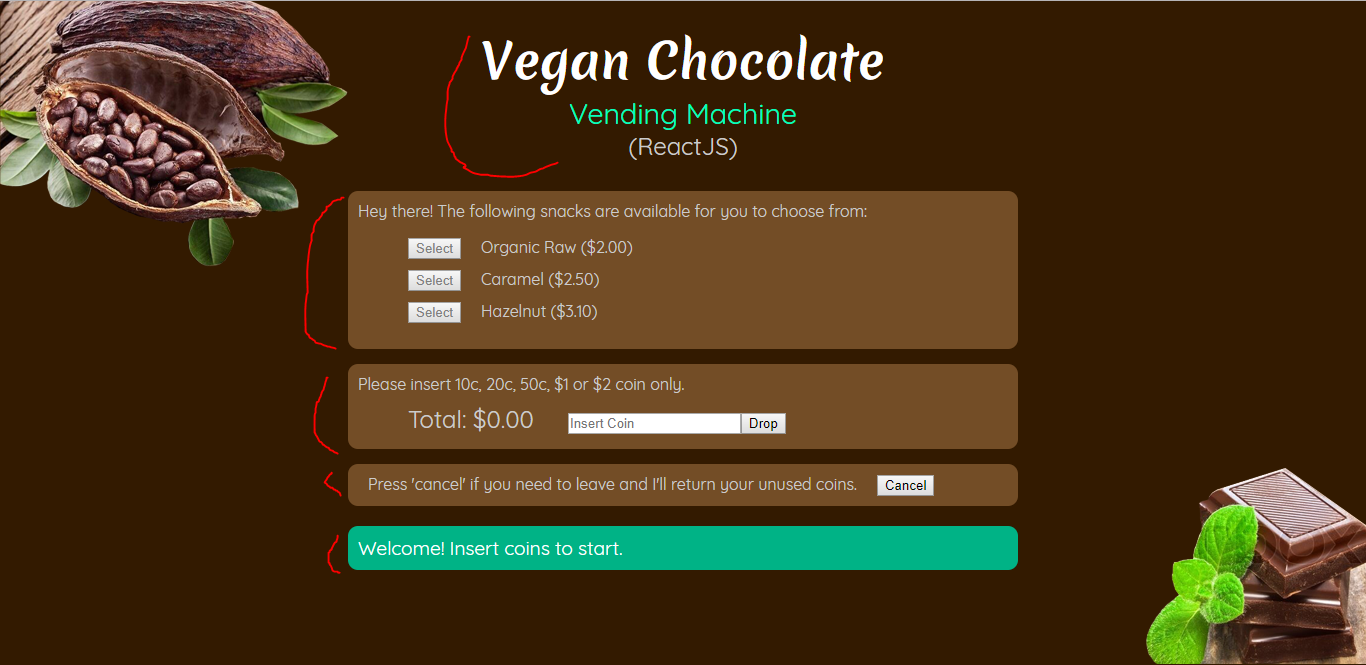 Vegan Chocolate
Vending Machine
(ReactJS)
Hey there! The following snacks are available for you to choose from:
Select Organic Raw ($2.00)
Select Caramel ($2.50)
Select Hazelnut ($3.10)
Please insert 10c, 20c, 50c, $1 or $2 coin only.
Total: $0.00 Insert Coin Drop
Press 'cancel' if you need to leave and I'll return your unused coins. Cancel
Welcome! Insert coins to start.